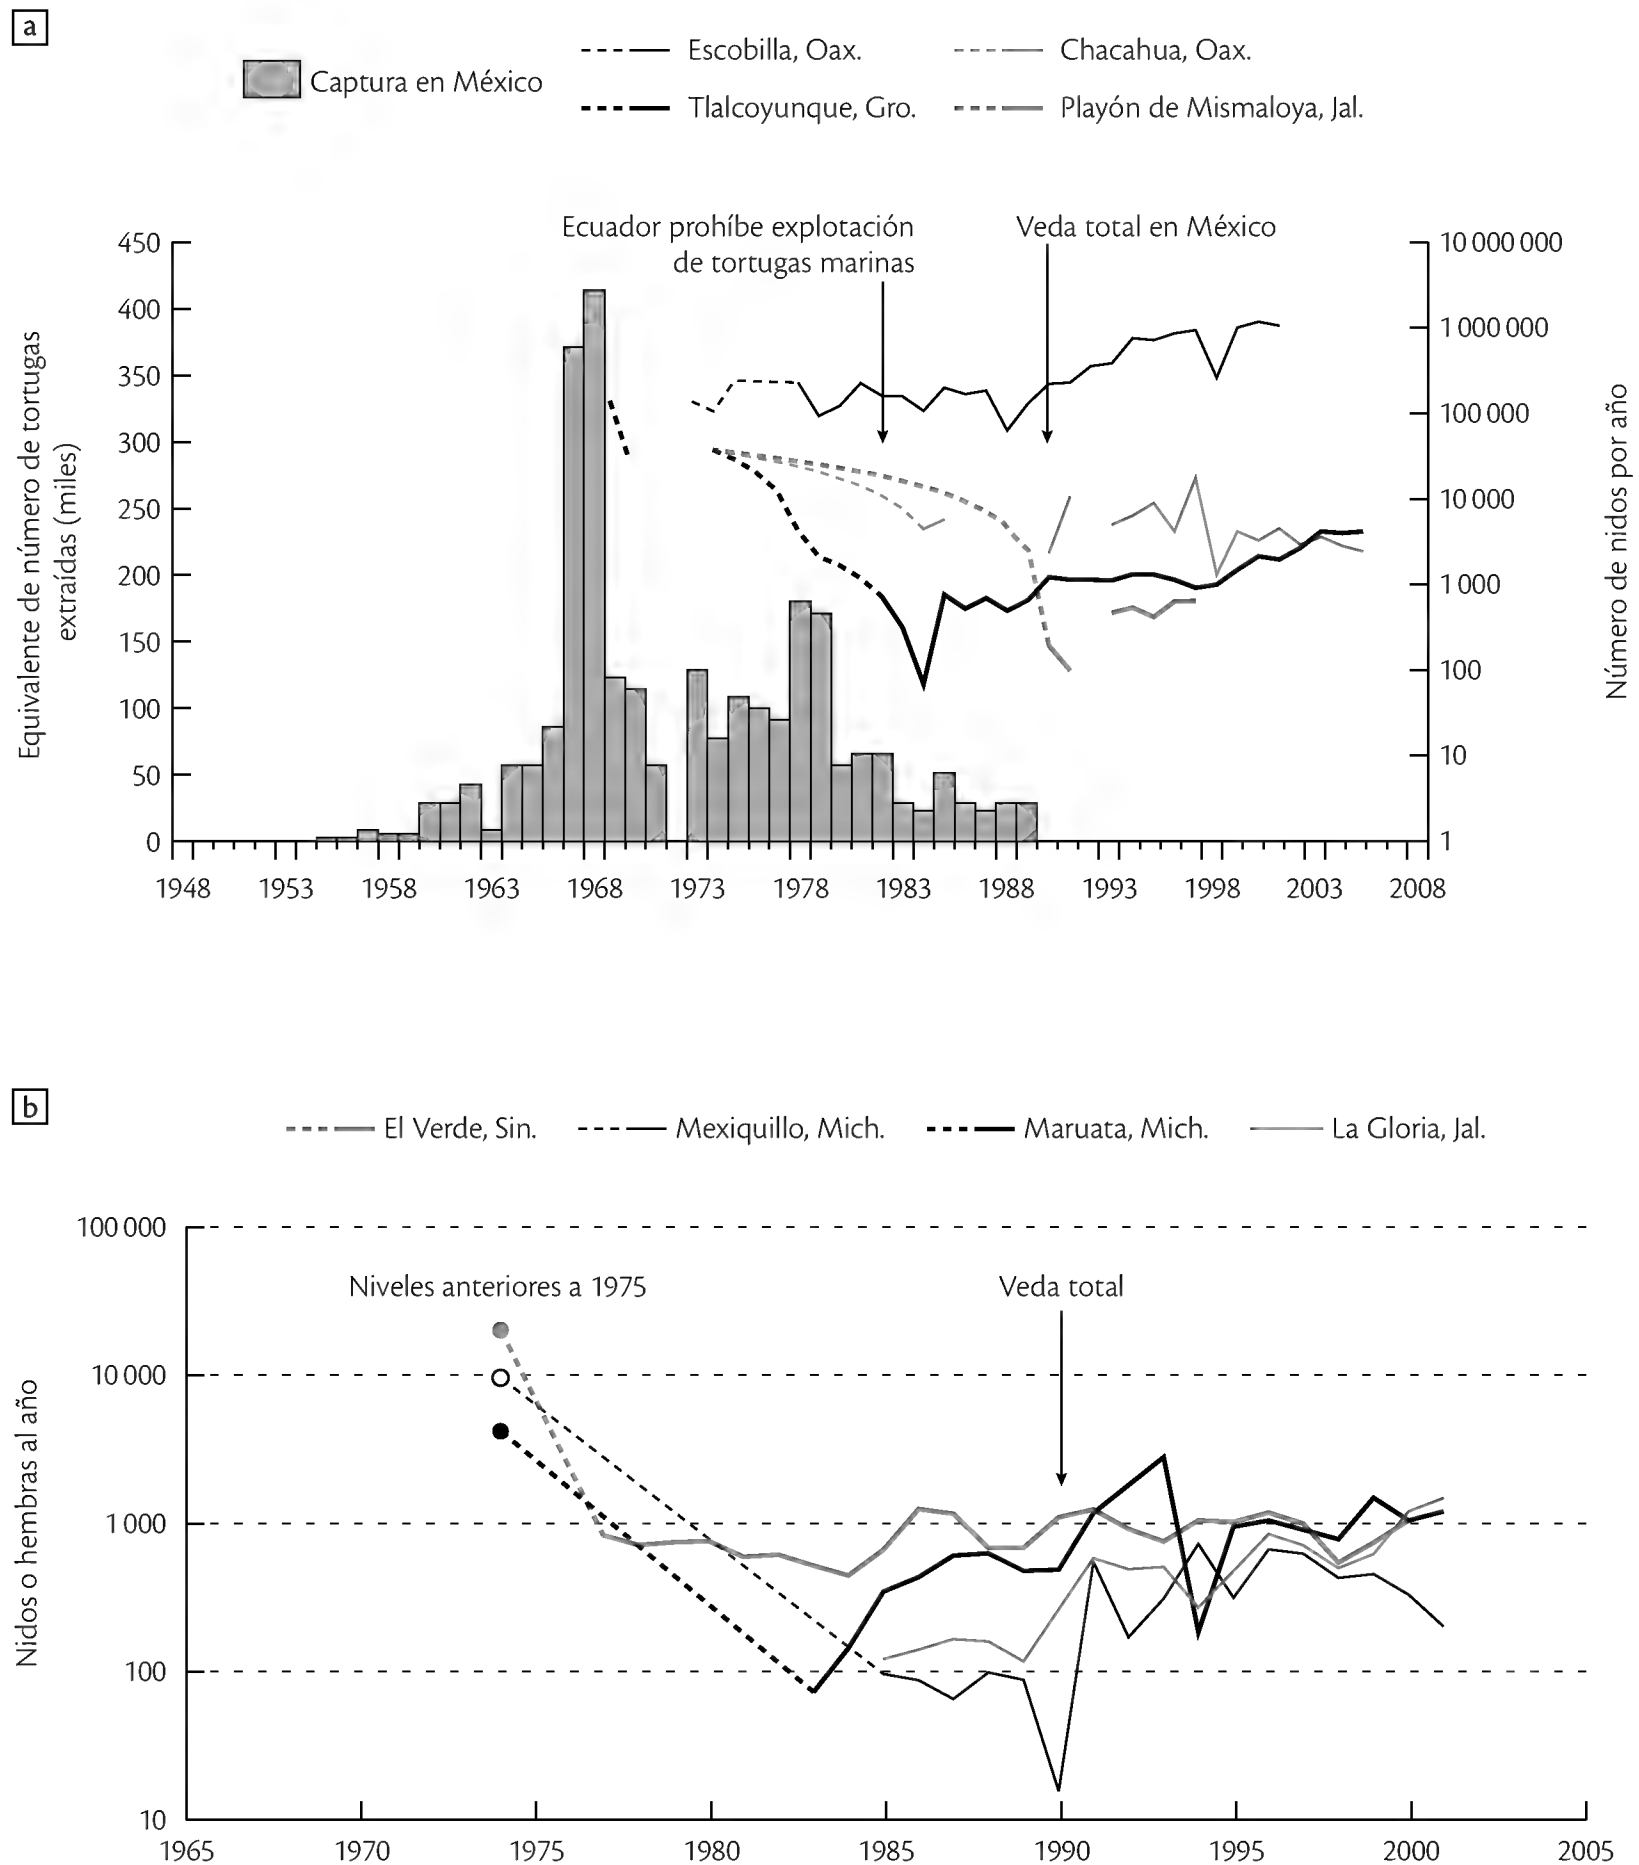 a
Captura en México
Escobilla, Oax.
Chacahua, Oax.
Tlalcoyunque, Gro.
Playón de Mismaloya, Jal.
Ecuador prohíbe explotación
de tortugas marinas
Veda total en México
Equivalente de número de tortugas
extraídas (miles)
450
400
350
300
250
200
150
100
50
0
10 000 000
1 000 000
100 000
10 000
1 000
100
10
1
Número de nidos por año
1948 1953 1958 1963 1968 1973 1978 1983 1988 1993 1998 2003 2008
b
El Verde, Sin.
Mexiquillo, Mich.
Maruata, Mich.
La Gloria, Jal.
Niveles anteriores a 1975
Veda total
Nidos o hembras al año
100 000
10 000
1 000
100
10
1965 1970 1975 1980 1985 1990 1995 2000 2005